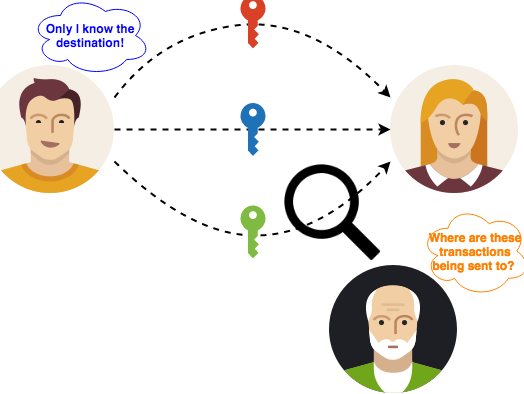 Only I know the
destination!
Where are these
transactions
being sent to?